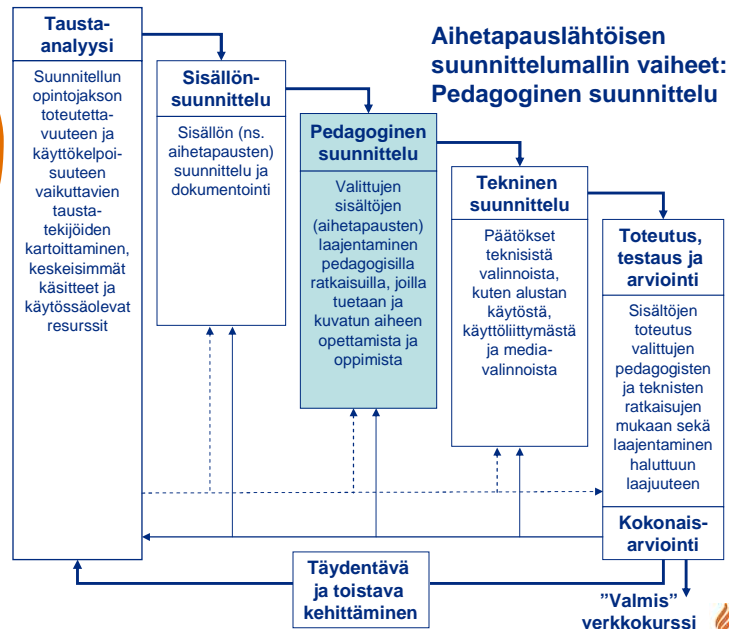 Aihetapauslähtöisen
suunnittelumallin vaiheet:
Pedagoginen suunnittelu
Tausta-
analyysi
Suunnitellun
opintojakson
toteutetta-
vuuteen ja
käyttökelpoi-
suuteen
vaikuttavien
tausta-
tekijöiden
kartoittaminen,
keskeisimmät
käsitteet ja
käytössäolevat
resurssit
Sisällön-
suunnittelu
Sisällön (ns.
aihetapausten)
suunnittelu ja
dokumentointi
Pedagoginen
suunnittelu
Valittujen
sisältöjen
(aihetapausten)
laajentaminen
pedagogisilla
ratkaisuilla, joilla
tuetaan ja
kuvatun aiheen
opettamista ja
oppimista
Tekninen
suunnittelu
Päätökset
teknisistä
valinnoista,
kuten alustan
käytöstä,
käyttöliittymästä
ja media-
valinnoista
Toteutus,
testaus ja
arviointi
Sisältöjen
toteutus
valittujen
pedagogisten
ja teknisten
ratkaisujen
mukaan sekä
laajentaminen
haluttuun
laajuuteen
Kokonais-
arviointi
Täydentävä
ja toistava
kehittäminen
”Valmis”
verkkokurssi